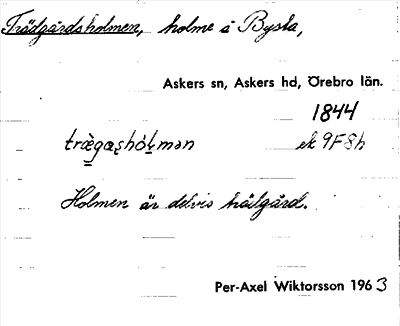 Trädgårdsholmen, holme å Bysta,
Askers sn, Askers hd, Örebro län.
1844
trǟgaʂhòḻmən ek 9F8h
Holmen är delvis trädgård.
Per-Axel Wiktorsson 1963